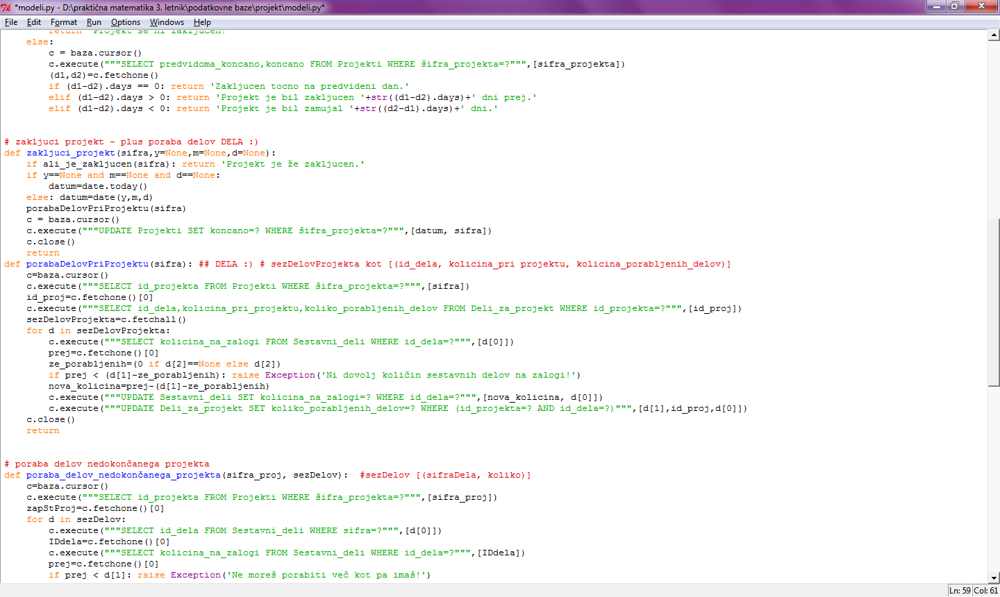 *modeli.py - D:\praktična matematika 3. letnik\podatkovne baze\projekt\modeli.py*
File Edit Format Run Options Windows Help
return 'Projekt še ni zakljucen!'
else:
c = baza.cursor()
c.execute("""SELECT predvidoma_koncano,koncano FROM Projekti WHERE šifra_projekta=?""",[sifra_projekta])
(d1,d2)=c.fetchone()
if (d1-d2).days == 0: return 'Zakljucen tocno na predvideni dan.'
elif (d1-d2).days > 0: return 'Projekt je bil zakljucen '+str((d1-d2).days)+' dni prej.'
elif (d1-d2).days < 0: return 'Projekt je bil zamujal '+str((d2-d1).days)+' dni.'
# zakljuci projekt - plus poraba delov DELA :)
def zakljuci_projekt(sifra,y=None,m=None,d=None):
if ali_je_zakljucen(sifra): return 'Projekt je že zakljucen.'
if y==None and m==None and d==None:
datum=date.today()
else: datum=date(y,m,d)
porabaDelovPriProjektu(sifra)
c = baza.cursor()
c.execute("""UPDATE Projekti SET koncano=? WHERE šifra_projekta=?""",[datum, sifra])
c.close()
return
def porabaDelovPriProjektu(sifra): ## DELA :) # sezDelovProjekta kot [(id_dela, kolicina_pri projektu, kolicina_porabljenih_delov)]
c=baza.cursor()
c.execute("""SELECT id_projekta FROM Projekti WHERE šifra_projekta=?""",[sifra])
id_proj=c.fetchone()[0]
c.execute("""SELECT id_dela,kolicina_pri_projektu,koliko_porabljenih_delov FROM Deli_za_projekt WHERE id_projekta=?""",[id_proj])
sezDelovProjekta=c.fetchall()
for d in sezDelovProjekta:
c.execute("""SELECT kolicina_na_zalogi FROM Sestavni_deli WHERE id_dela=?""",[d[0]])
prej=c.fetchone()[0]
ze_porabljenih=(0 if d[2]==None else d[2])
if prej < (d[1]-ze_porabljenih): raise Exception('Ni dovolj količin sestavnih delov na zalogi!')
nova_kolicina=prej-(d[1]-ze_porabljenih)
c.execute("""UPDATE Sestavni_deli SET kolicina_na_zalogi=? WHERE id_dela=?""",[nova_kolicina, d[0]])
c.execute("""UPDATE Deli_za_projekt SET koliko_porabljenih_delov=? WHERE (id_projekta=? AND id_dela=?)""",[d[1],id_proj,d[0]])
c.close()
return
# poraba delov nedokončanega projekta
def poraba_delov_nedokončanega_projekta(sifra_proj, sezDelov):  #sezDelov [(sifraDela, koliko)]
c=baza.cursor()
c.execute("""SELECT id_projekta FROM Projekti WHERE šifra_projekta=?""",[sifra_proj])
zapStProj=c.fetchone()[0]
for d in sezDelov:
c.execute("""SELECT id_dela FROM Sestavni_deli WHERE sifra=?""",[d[0]])
IDdela=c.fetchone()[0]
c.execute("""SELECT kolicina_na_zalogi FROM Sestavni_deli WHERE id_dela=?""",[IDdela])
prej=c.fetchone()[0]
if prej < d[1]: raise Exception('Ne moreš porabiti več kot pa imaš!')
Ln: 59 Col: 61